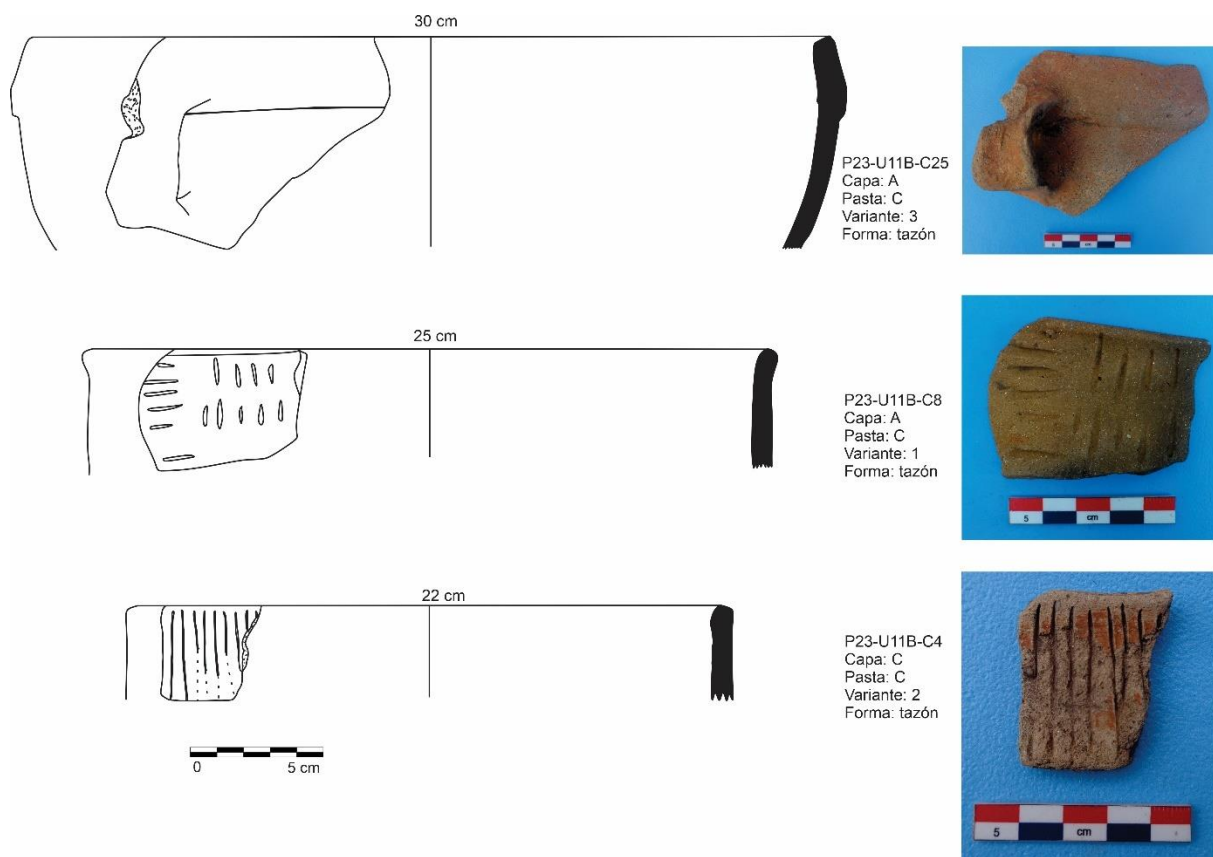 30 cm
P23-U11B-C25
Capa: A
Pasta: C
Variante: 3
Forma: tazón
cm
25 cm
P23-U11B-C8
Capa: A
Pasta: C
Variante: 1
Forma: tazón
5 cm
22 cm
P23-U11B-C4
Capa: C
Pasta: C
Variante: 2
Forma: tazón
0 5 cm
5 cm